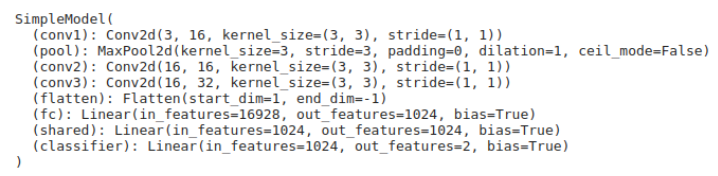 SimpleModel(
  (conv1): Conv2d(3, 16, kernel_size=(3, 3), stride=(1, 1))
  (pool): MaxPool2d(kernel_size=3, stride=3, padding=0, dilation=1, ceil_mode=False)
  (conv2): Conv2d(16, 16, kernel_size=(3, 3), stride=(1, 1))
  (conv3): Conv2d(16, 32, kernel_size=(3, 3), stride=(1, 1))
  (flatten): Flatten(start_dim=1, end_dim=-1)
  (fc): Linear(in_features=16928, out_features=1024, bias=True)
  (shared): Linear(in_features=1024, out_features=1024, bias=True)
  (classifier): Linear(in_features=1024, out_features=2, bias=True)
)